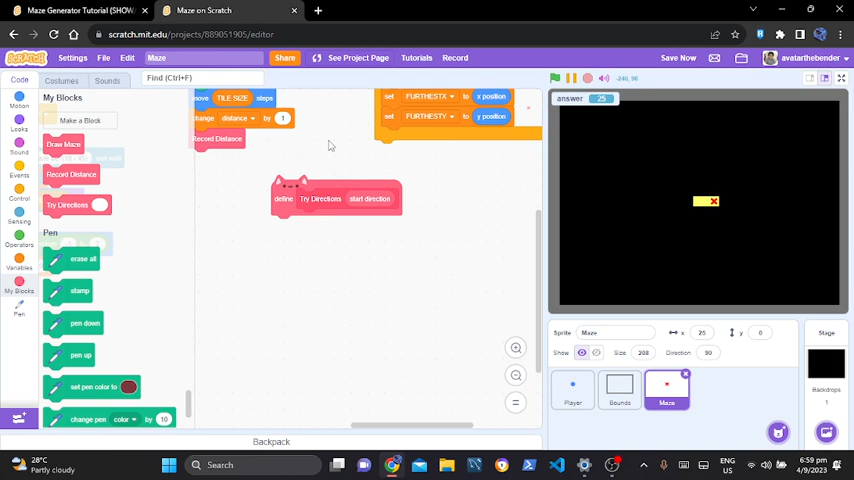 Maze Generator Tutorial (SHOW
Maze on Scratch
scratch.mit.edu/projects/889051905/editor
SCRATCH
Settings
File
Edit
Maze
Share
See Project Page
Tutorials
Record
Save Now
avatarthebender
Code
Costumes
Sounds
Find (Ctrl+F)
-240, 98
Motion
Looks
Sound
Events
Control
Sensing
Operators
Variables
My Blocks
Pen
My Blocks
Make a Block
Draw Maze
Record Distance
Try Directions
Pen
erase all
stamp
pen down
pen up
set pen color to
change pen color by 10
move TILE SIZE steps
change distance by 1
Record Distance
set FURTHESTX to x position
set FURTHESTY to y position
define Try Directions start direction
answer 25
Sprite Maze x 25 y 0
Show Size 208 Direction 90
Player
Bounds
Maze
Stage
Backdrops
1
Backpack
28°C
Partly cloudy
Search
ENG
US
6:59 pm
4/9/2023